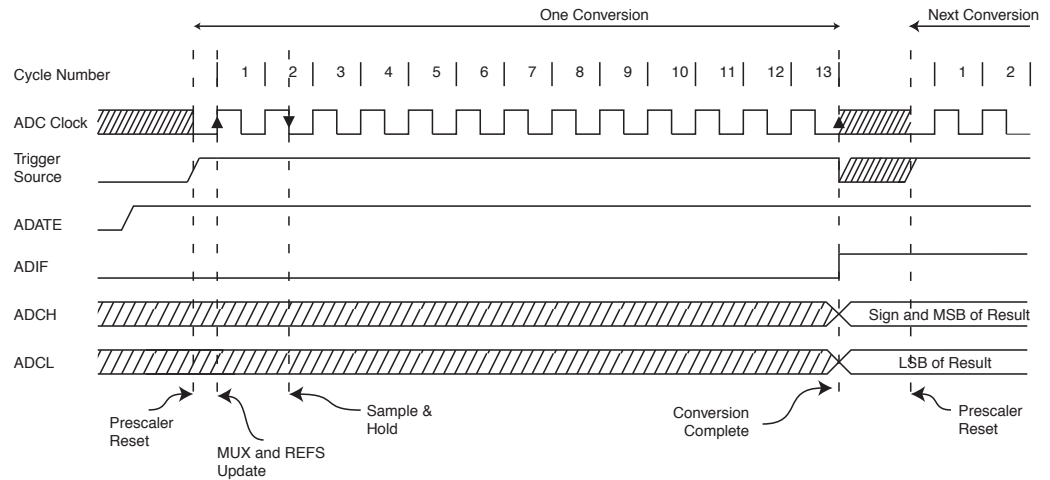 One Conversion
Next Conversion
Cycle Number
1 2 3 4 5 6 7 8 9 10 11 12 13 1 2
ADC Clock
Trigger
Source
ADATE
ADIF
ADCH
Sign and MSB of Result
ADCL
LSB of Result
Prescaler
Reset
MUX and REFS
Update
Sample &
Hold
Conversion
Complete
Prescaler
Reset